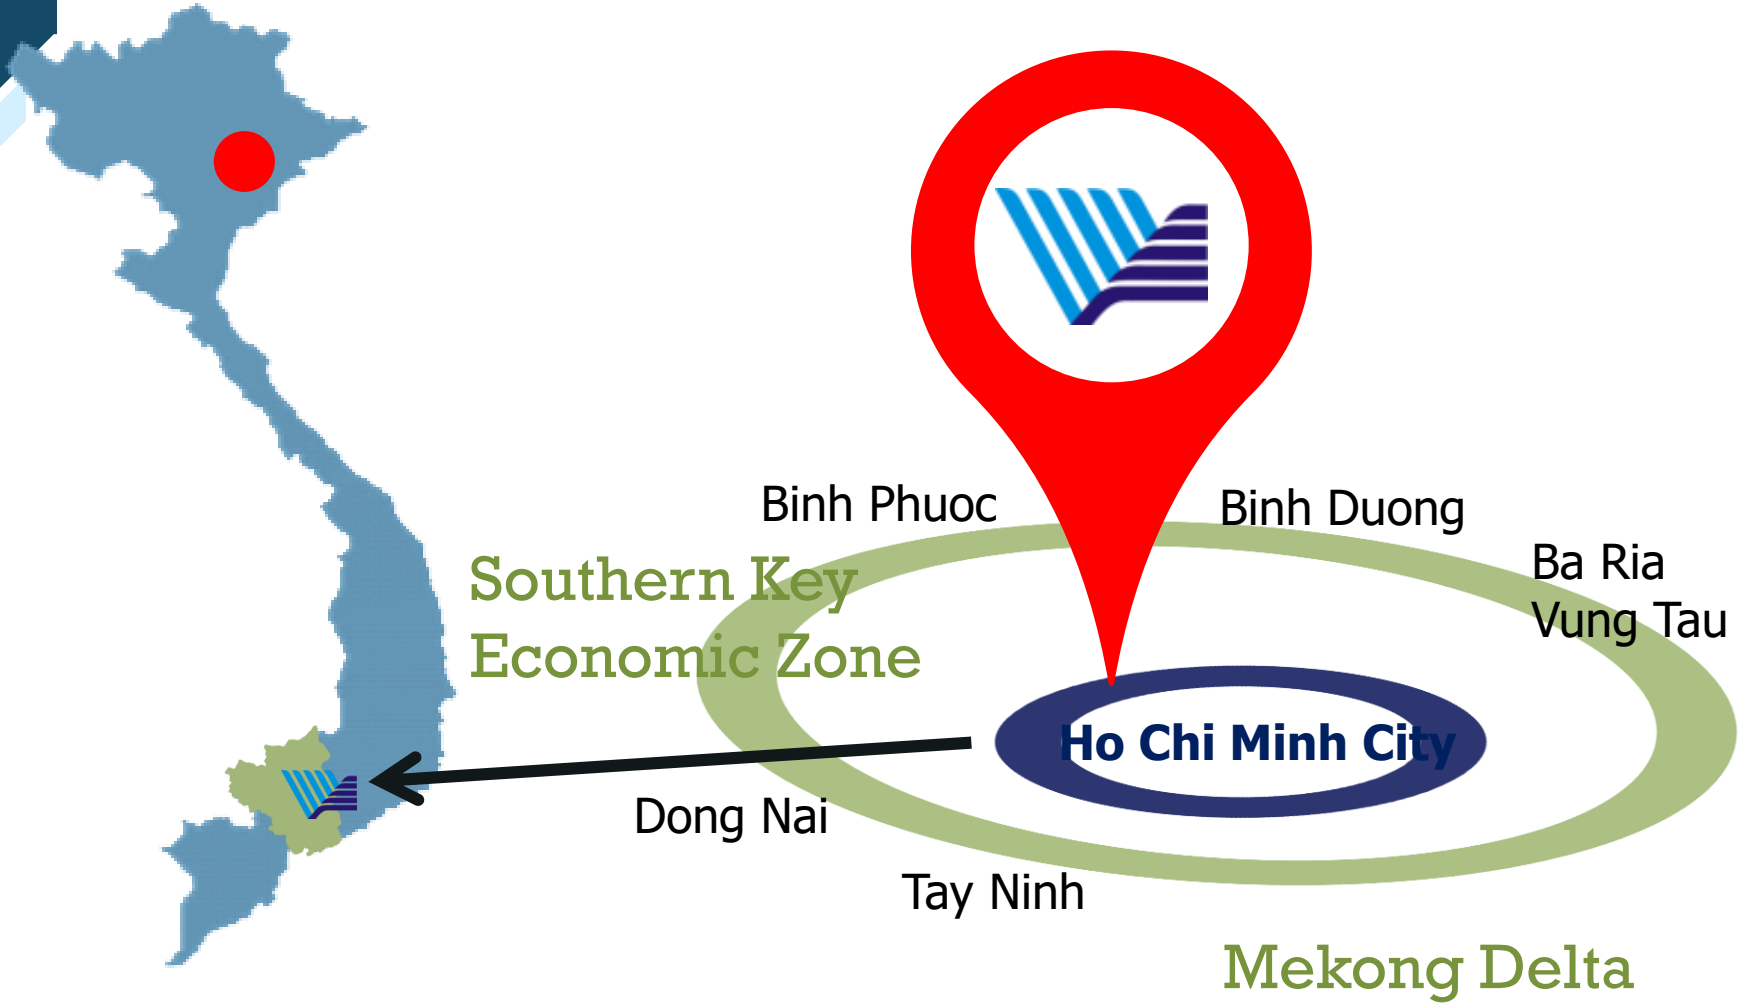 Binh Phuoc
Binh Duong
Ba Ria
Vung Tau
Southern Key
Economic Zone
Ho Chi Minh City
Dong Nai
Tay Ninh
Mekong Delta